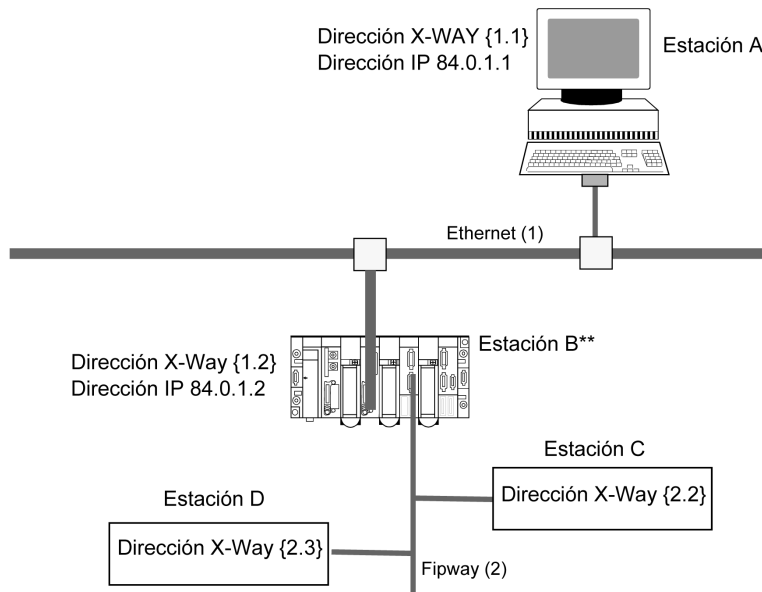 Dirección X-WAY {1.1}
Dirección IP 84.0.1.1
Estación A
Ethernet (1)
Estación B**
Dirección X-Way {1.2}
Dirección IP 84.0.1.2
Estación C
Dirección X-Way {2.2}
Estación D
Dirección X-Way {2.3}
Fipway (2)